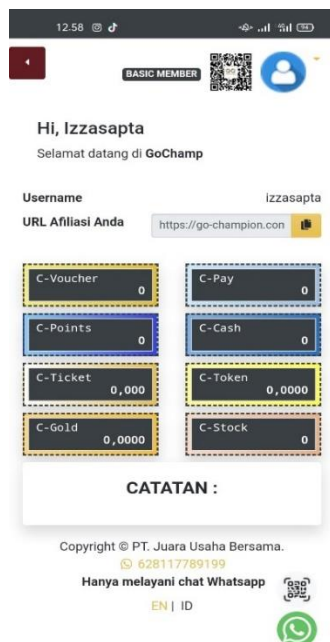 12.58
54
BASIC MEMBER
GO
Hi, Izzasapta
Selamat datang di GoChamp
Username izzasapta
URL Afiliasi Anda https://go-champion.con
C-Voucher
0
C-Pay
0
C-Points
0
C-Cash
0
C-Ticket
0,000
C-Token
0,0000
C-Gold
0,0000
C-Stock
0
CATATAN :
Copyright © PT. Juara Usaha Bersama.
628117789199
Hanya melayani chat Whatsapp
EN | ID